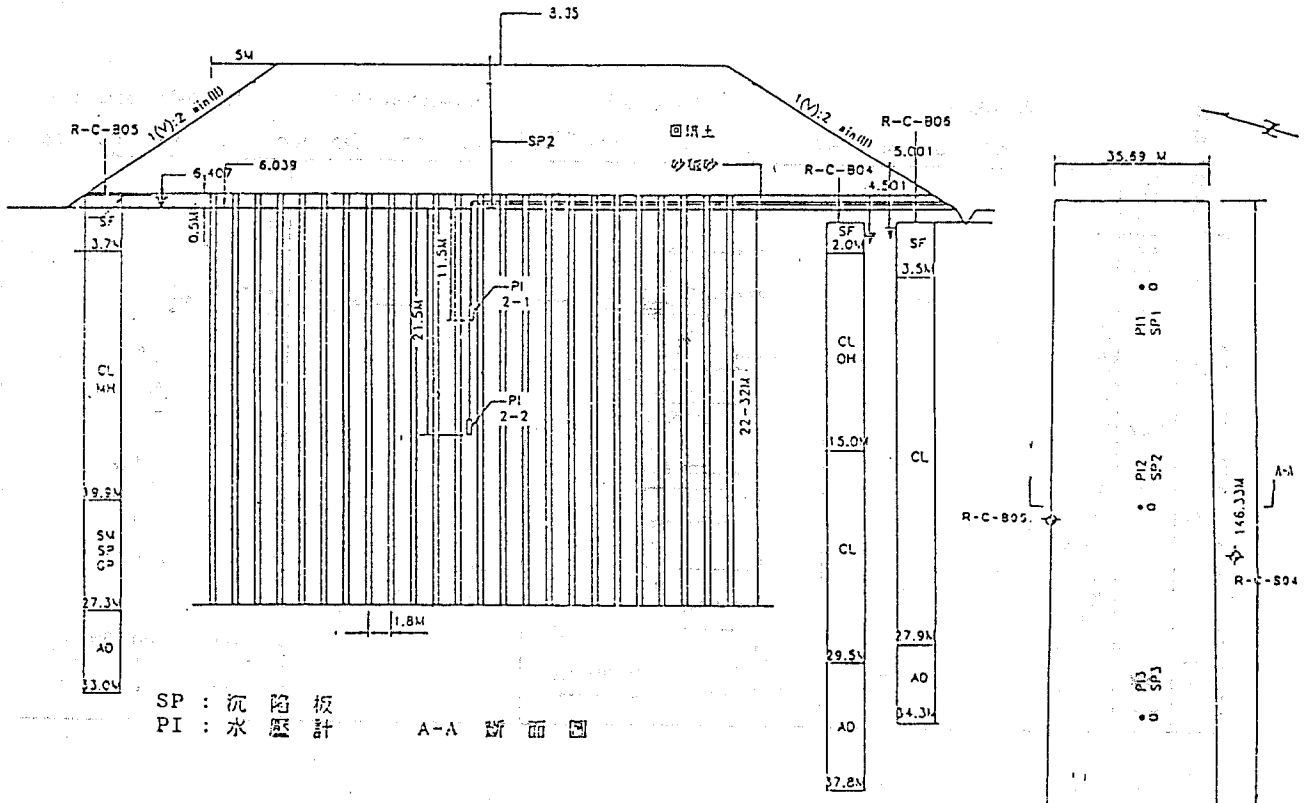 3.35
5M
1(V):2 min(H)
1(V):2 min(H)
R-C-B05
R-C-B06
回填土
5.001
SP2
砂
R-C-B04
6.039
6.407
4.501
35.69 M
SF
3.7M
0.5M
11.5M
21.5M
PI
2-1
PI
2-2
22-32M
SF
2.0M
SF
3.5M
CL
MH
CL
OH
15.0M
CL
CL
19.9M
SM
SP
GP
27.3M
AO
33.0M
1.8M
29.5M
AO
37.8M
27.9M
AO
34.3M
PI1
SP1
PI2
SP2
A-A
R-C-B05
146.33M
R-C-B04
PI3
SP3
SP : 沉 陷 板
PI : 水 壓 計
A-A 斷 面 圖